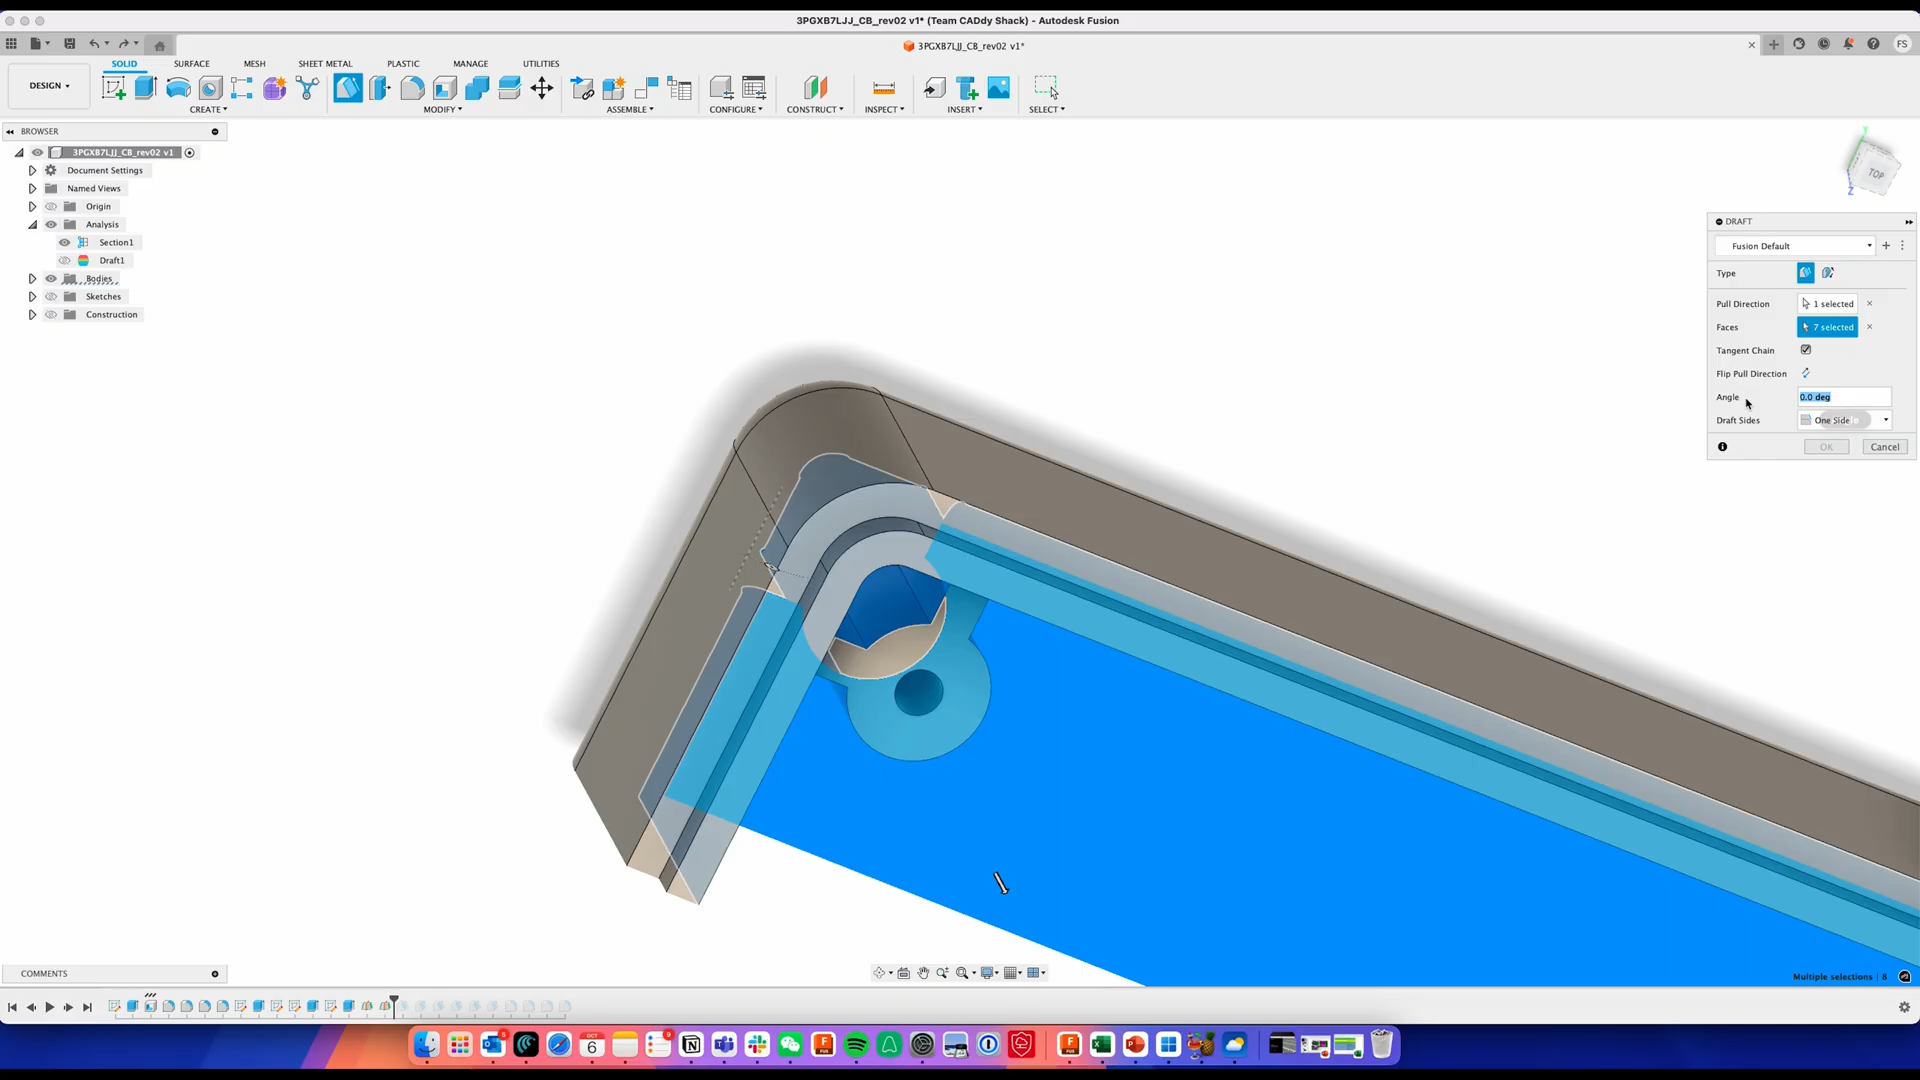 3PGXB7LJJ_CB_rev02 v1* (Team CADdy Shack) - Autodesk Fusion
3PGXB7LJJ_CB_rev02 v1*
FS
SOLID SURFACE MESH SHEET METAL PLASTIC MANAGE UTILITIES
DESIGN
CREATE MODIFY ASSEMBLE CONFIGURE CONSTRUCT INSPECT INSERT SELECT
BROWSER
3PGXB7LJJ_CB_rev02 v1
Document Settings
Named Views
Origin
Analysis
Section1
Draft1
Bodies
Sketches
Construction
Y
TOP
Z
DRAFT
Fusion Default
Type
Pull Direction 1 selected
Faces 7 selected
Tangent Chain
Flip Pull Direction
Angle 0.0 deg
Draft Sides One Side
OK Cancel
COMMENTS
Multiple selections | 8
OCT
6